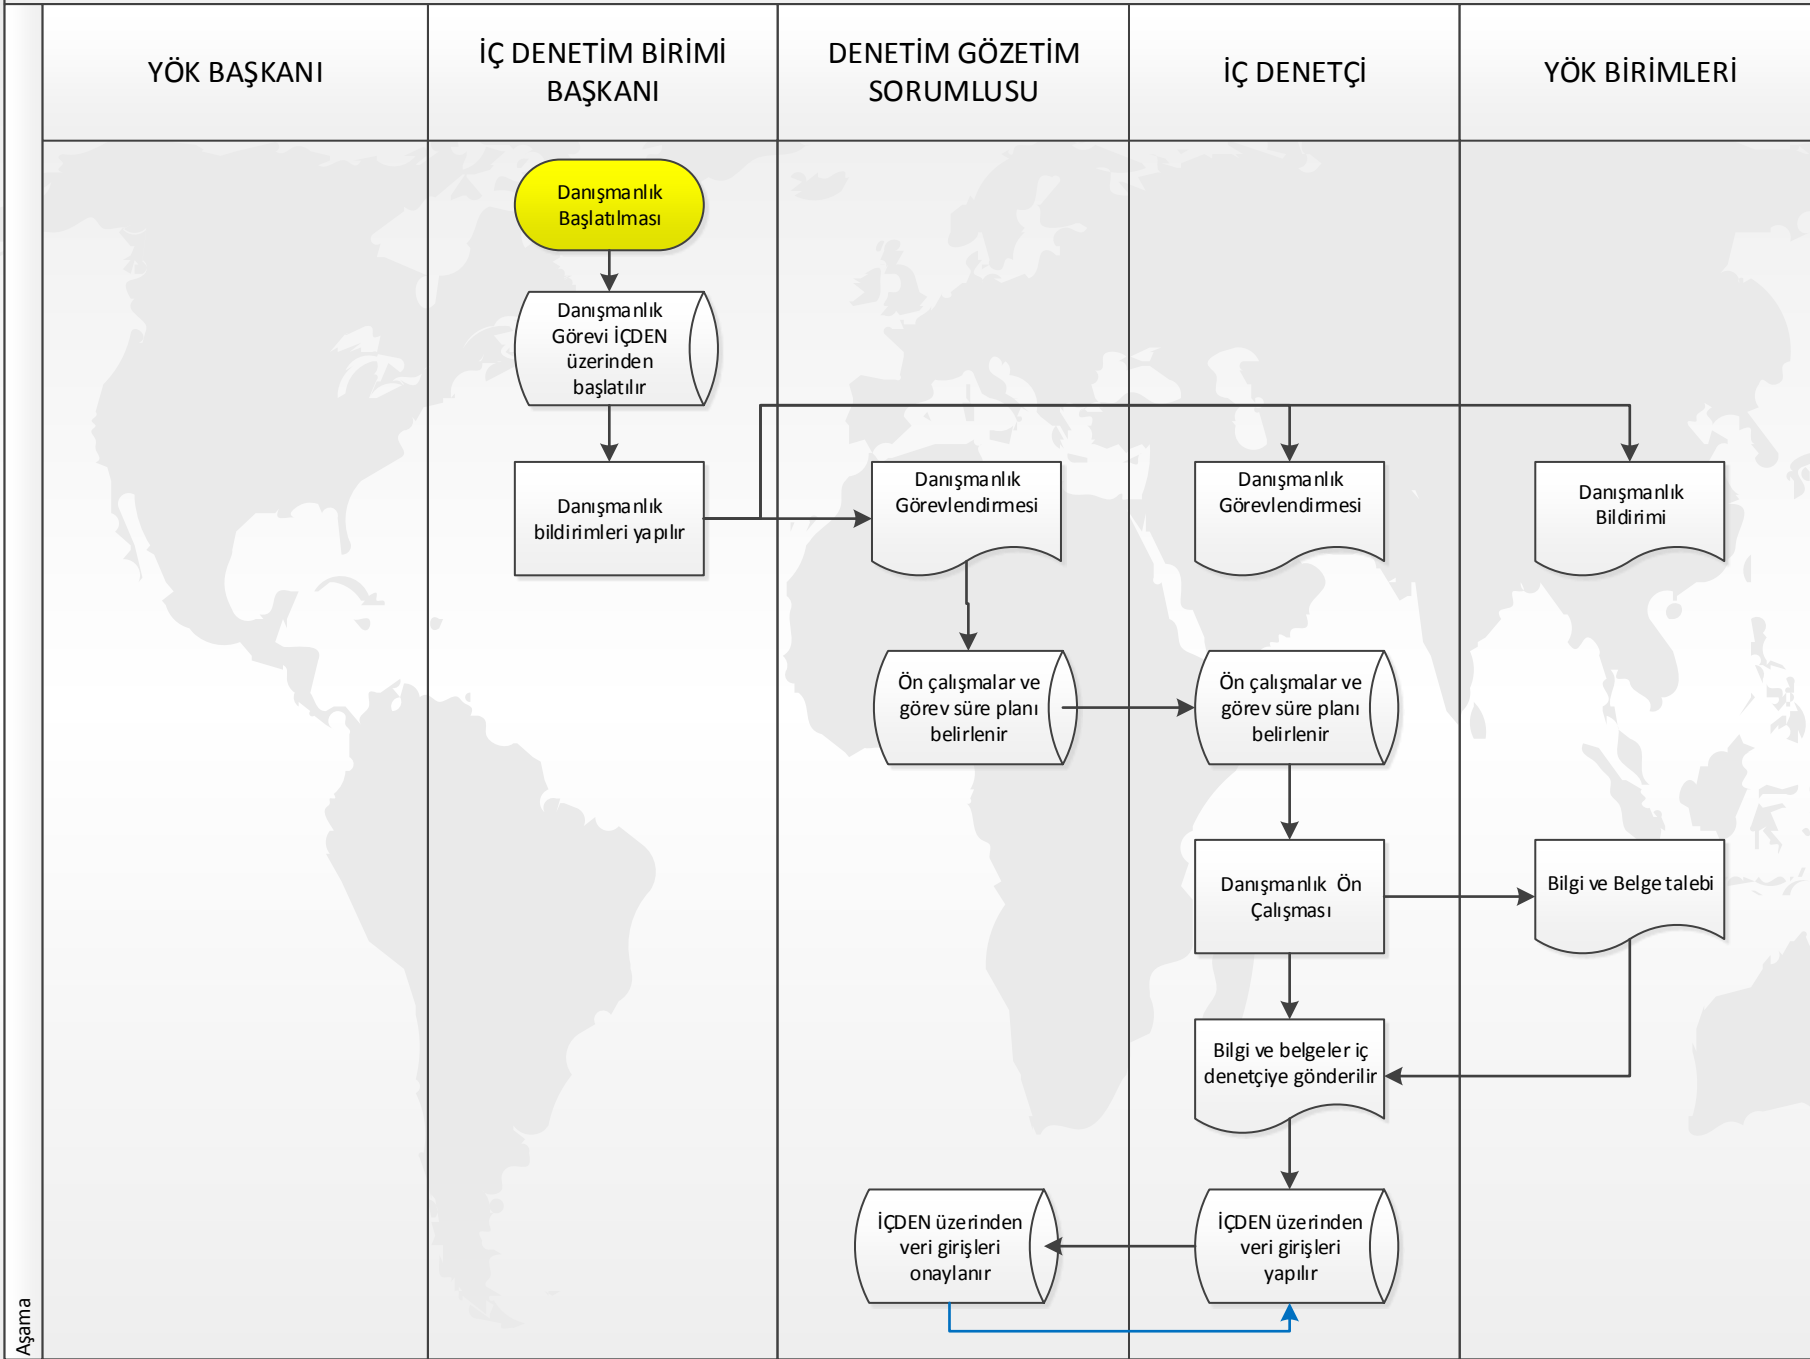 YÖK BAŞKANI
İÇ DENETİM BİRİMİ
BAŞKANI
DENETİM GÖZETİM
SORUMLUSU
İÇ DENETÇİ
YÖK BİRİMLERİ
Danışmanlık
Başlatılması
Danışmanlık
Görevi İÇDEN
üzerinden
başlatılır
Danışmanlık
bildirimleri yapılır
Danışmanlık
Görevlendirmesi
Danışmanlık
Görevlendirmesi
Danışmanlık
Bildirimi
Ön çalışmalar ve
görev süre planı
belirlenir
Ön çalışmalar ve
görev süre planı
belirlenir
Danışmanlık Ön
Çalışması
Bilgi ve Belge talebi
Bilgi ve belgeler iç
denetçiye gönderilir
İÇDEN üzerinden
veri girişleri
onaylanır
İÇDEN üzerinden
veri girişleri
yapılır
Aşama